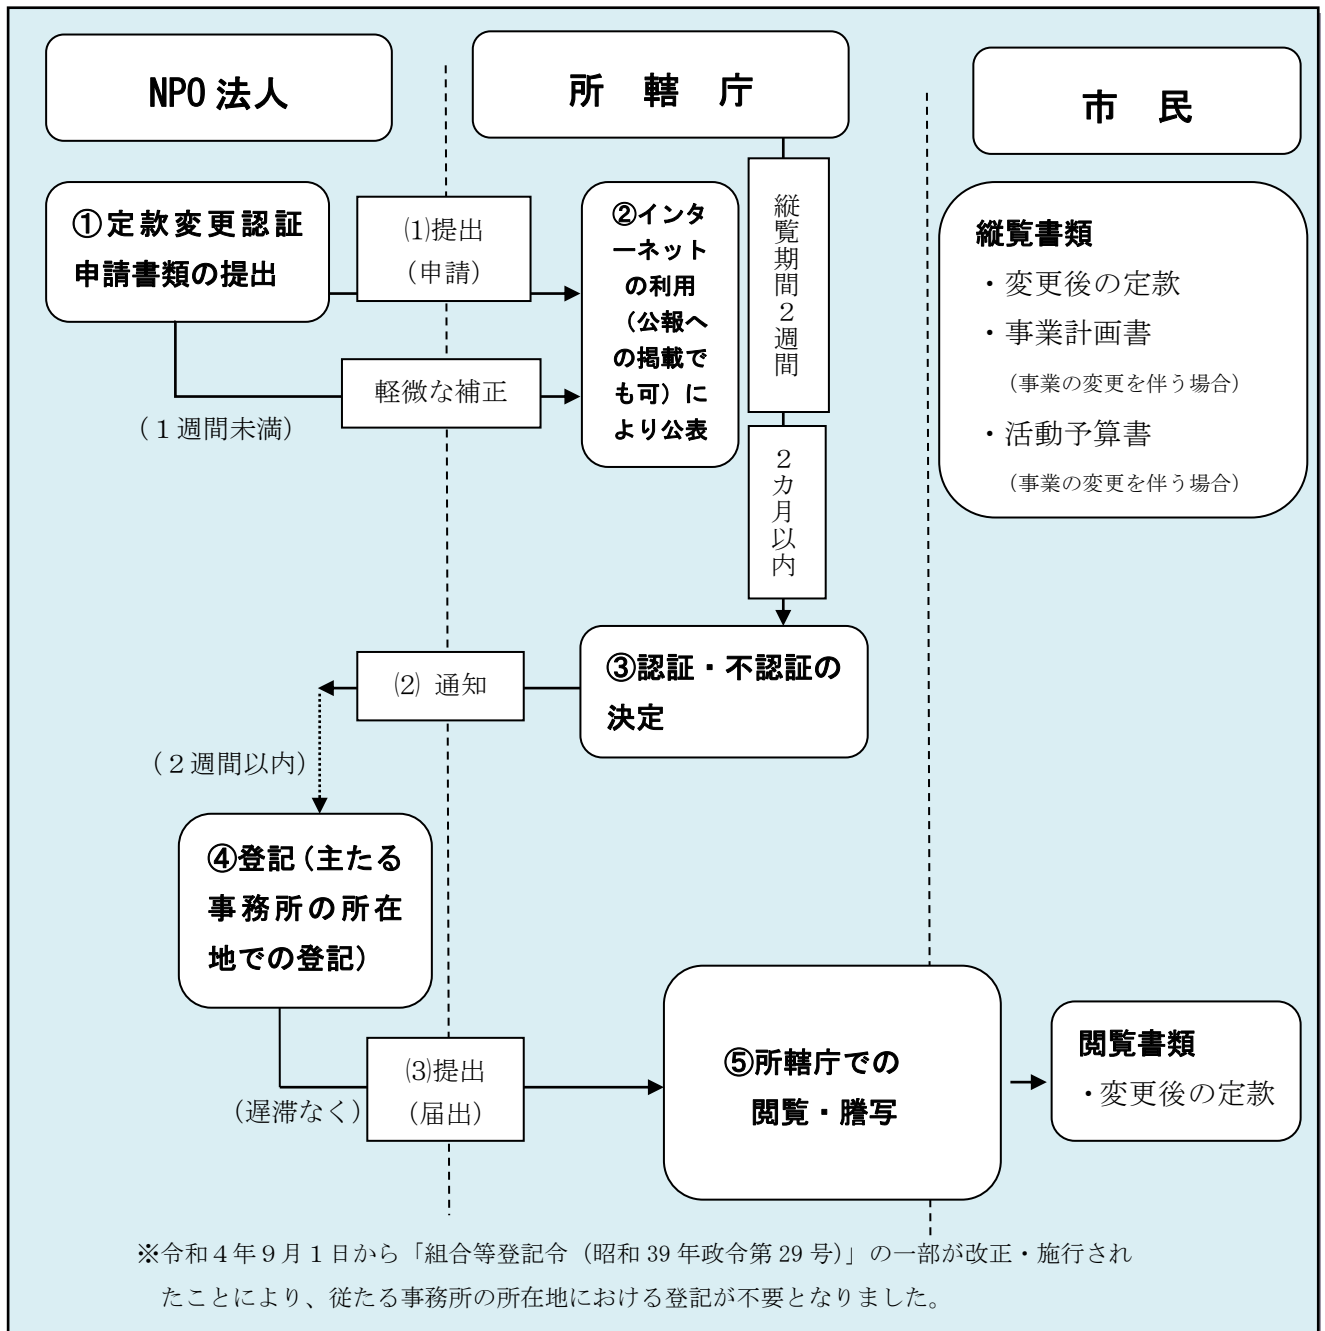 NPO法人
所　轄　庁
市　民
①定款変更認証
申請書類の提出
⑴提出
（申請）
軽微な補正
（１週間未満）
②インタ
ーネット
の利用
（公報へ
の掲載で
も可）に
より公表
縦覧期間２週間
２カ月以内
縦覧書類
・変更後の定款
・事業計画書
（事業の変更を伴う場合）
・活動予算書
（事業の変更を伴う場合）
③認証・不認証の
決定
⑵ 通知
（２週間以内）
④登記（主たる
事務所の所在
地での登記）
⑶提出
（届出）
（遅滞なく）
⑤所轄庁での
閲覧・謄写
閲覧書類
・変更後の定款
※令和４年９月１日から「組合等登記令（昭和 39 年政令第 29 号）」の一部が改正・施行され
たことにより、従たる事務所の所在地における登記が不要となりました。